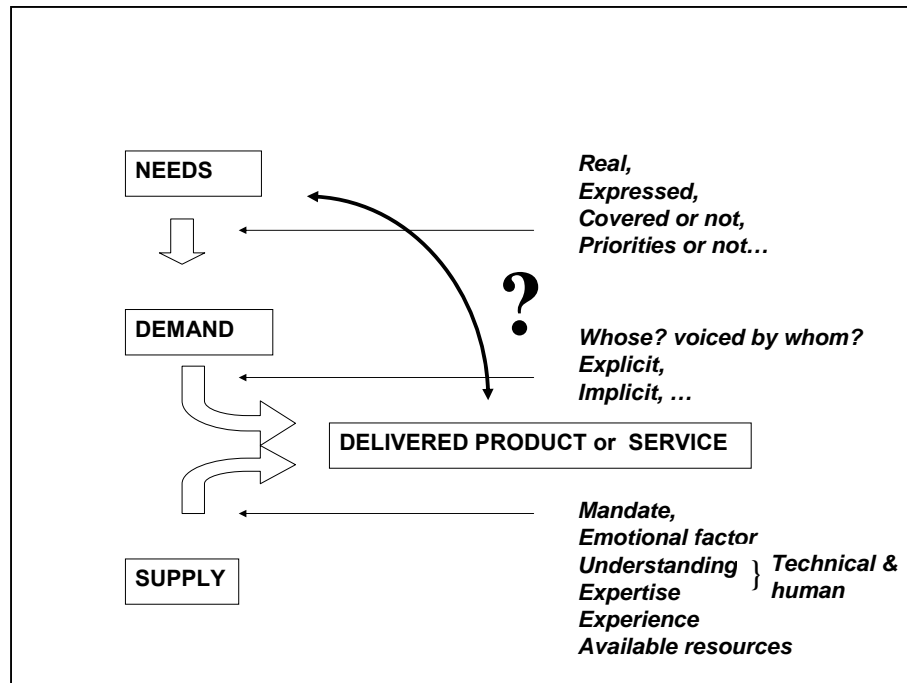 NEEDS
Real,
Expressed,
Covered or not,
Priorities or not…
?
DEMAND
Whose? voiced by whom?
Explicit,
Implicit, …
DELIVERED PRODUCT or SERVICE
Mandate,
Emotional factor
Understanding } Technical &
Expertise human
Experience
Available resources
SUPPLY